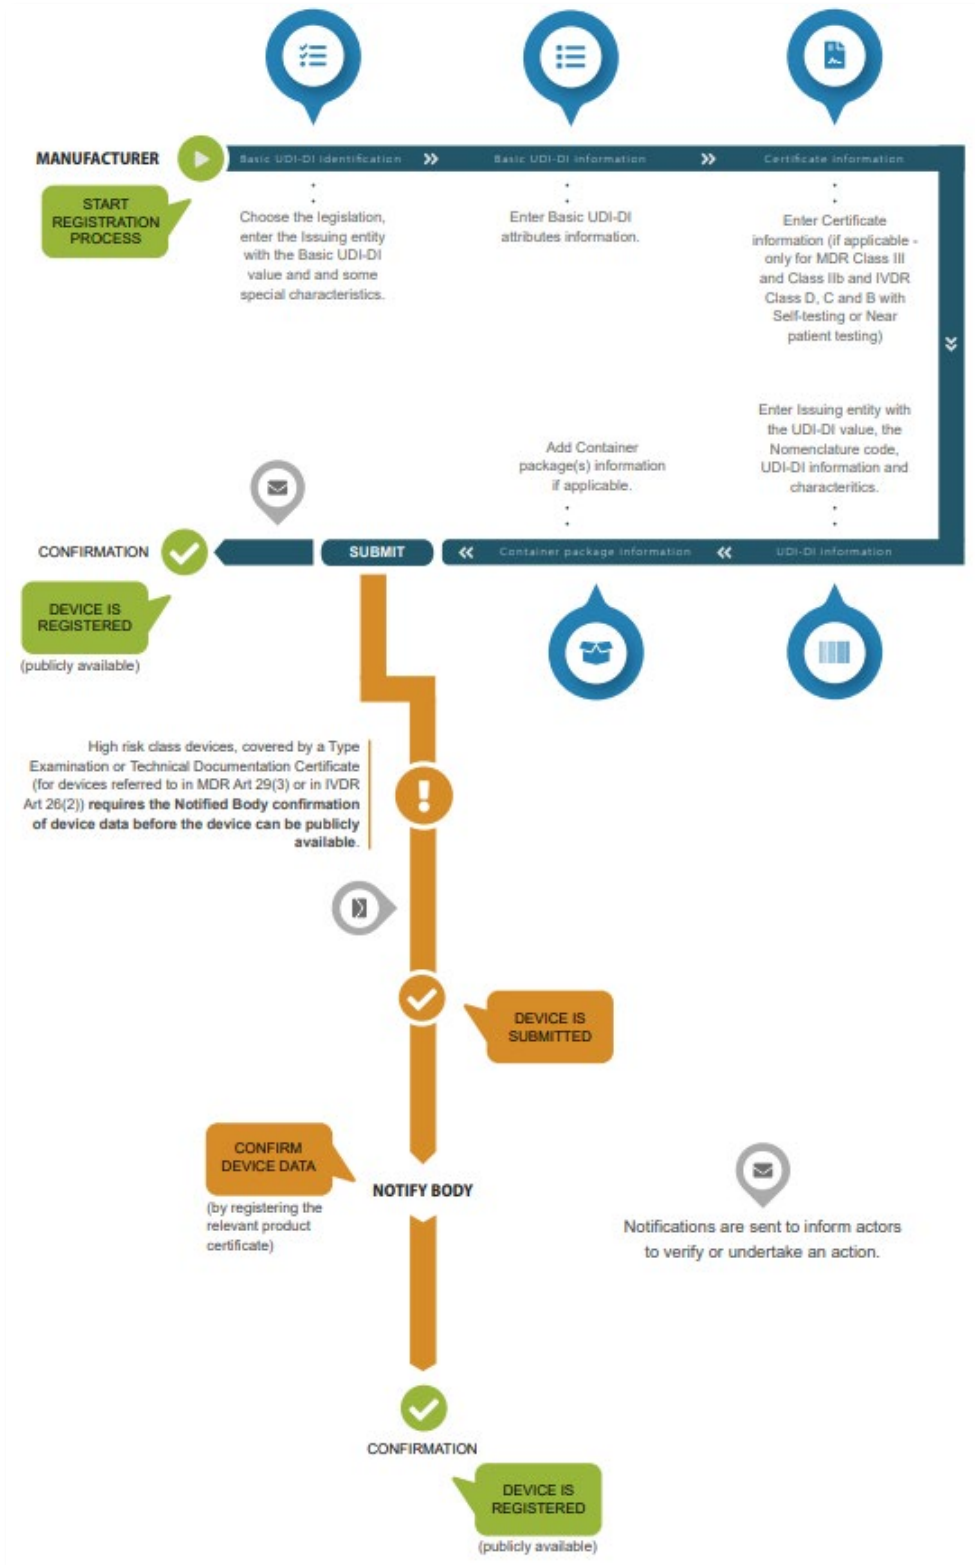 MANUFACTURER
Basic UDI-DI Identification
Basic UDI-DI Information
Certificate Information
START
REGISTRATION
PROCESS
Choose the legislation,
enter the Issuing entity
with the Basic UDI-DI
value and and some
special characteristics.
Enter Basic UDI-DI
attributes information.
Enter Certificate
information (if applicable -
only for MDR Class III
and Class IIb and IVDR
Class D, C and B with
Self-testing or Near
patient testing)
Enter Issuing entity with
the UDI-DI value, the
Nomenclature code,
UDI-DI information and
characteritics.
Add Container
package(s) information
if applicable.
CONFIRMATION
SUBMIT
Container package Information
UDI-DI Information
DEVICE IS
REGISTERED
(publicly available)
High risk class devices, covered by a Type
Examination or Technical Documentation Certificate
(for devices referred to in MDR Art 29(3) or in IVDR
Art 26(2)) requires the Notified Body confirmation
of device data before the device can be publicly
available.
DEVICE IS
SUBMITTED
CONFIRM
DEVICE DATA
NOTIFY BODY
(by registering the
relevant product
certificate)
Notifications are sent to inform actors
to verify or undertake an action.
CONFIRMATION
DEVICE IS
REGISTERED
(publicly available)